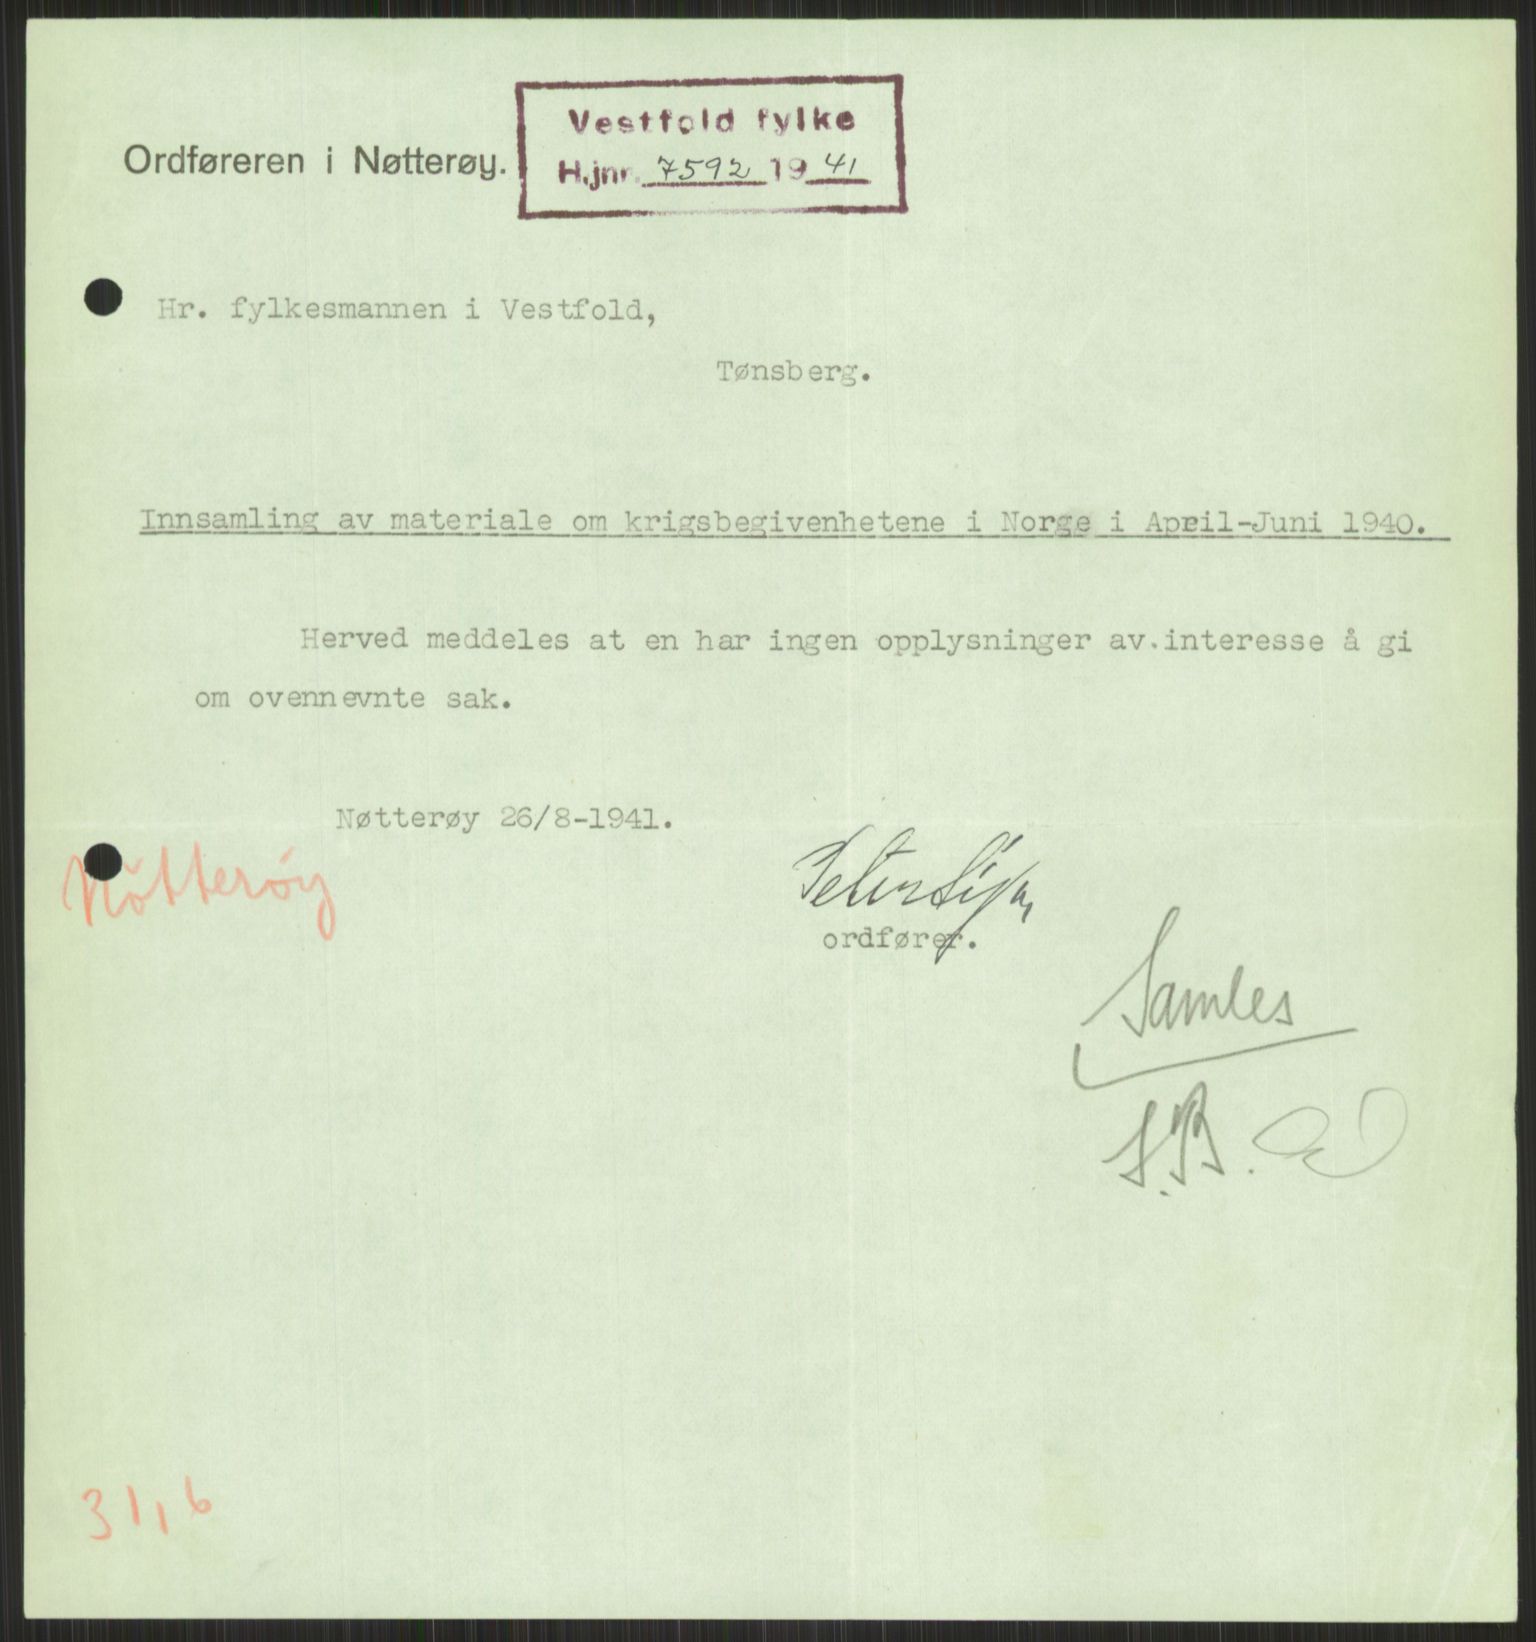 Vestfold fylke
Ordføreren i Nøtterøy.
H.jnr. 7592 1941
Hr. fylkesmannen i Vestfold,
Tønsberg.
Innsamling av materiale om krigsbegivenhetene i Norge i April-Juni 1940.
Herved meddeles at en har ingen opplysninger av.interesse å gi
om ovennevnte sak.
Nøtterøy 26/8-1941.
Nøtterøy
ordfører.
Samles
31,6